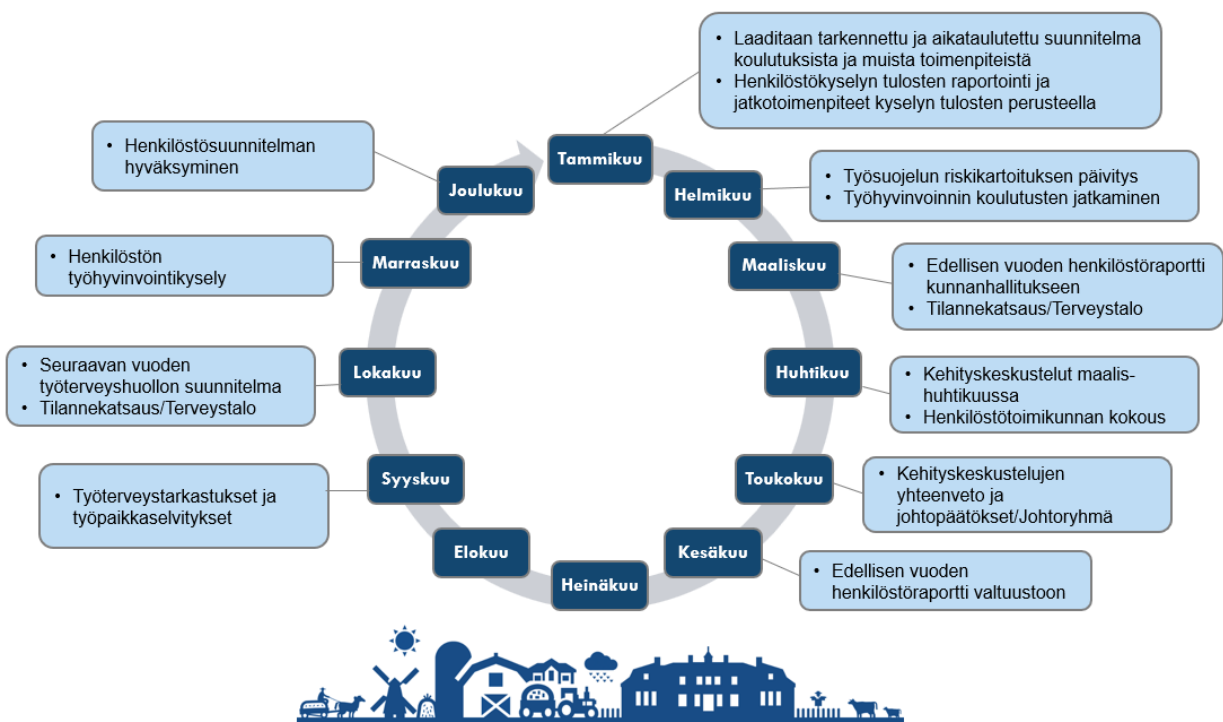 • Laaditaan tarkennettu ja aikataulutettu suunnitelma
koulutuksista ja muista toimenpiteistä
• Henkilöstökyselyn tulosten raportointi ja
jatkotoimenpiteet kyselyn tulosten perusteella
Tammikuu
Helmikuu
• Työsuojelun riskikartoituksen päivitys
• Työhyvinvoinnin koulutusten jatkaminen
Maaliskuu
• Edellisen vuoden henkilöstöraportti
kunnanhallitukseen
• Tilannekatsaus/Terveystalo
Huhtikuu
• Kehityskeskustelut maalis-
huhtikuussa
• Henkilöstötoimikunnan kokous
Toukokuu
• Kehityskeskustelujen
yhteenveto ja
johtopäätökset/Johtoryhmä
Kesäkuu
• Edellisen vuoden
henkilöstöraportti valtuustoon
Heinäkuu
Elokuu
Syyskuu
• Työterveystarkastukset ja
työpaikkaselvitykset
Lokakuu
• Seuraavan vuoden
työterveyshuollon suunnitelma
• Tilannekatsaus/Terveystalo
Marraskuu
• Henkilöstön
työhyvinvointikysely
Joulukuu
• Henkilöstösuunnitelman
hyväksyminen